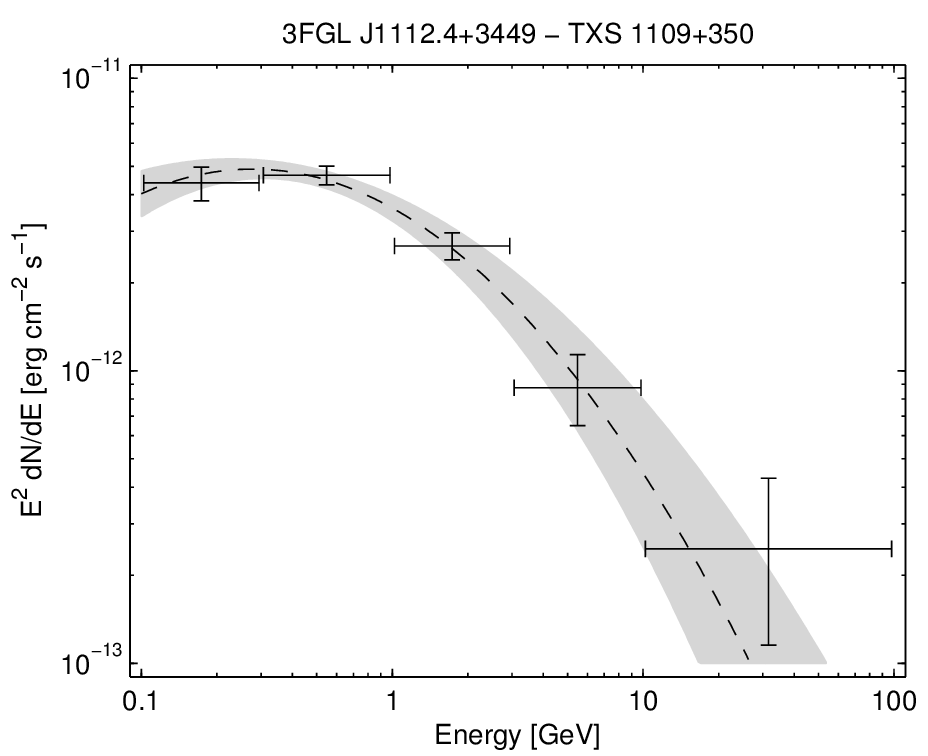 3FGL J1112.4+3449 − TXS 1109+350
10⁻¹¹
10⁻¹²
10⁻¹³
E² dN/dE [erg cm⁻² s⁻¹]
0.1 1 10 100
Energy [GeV]